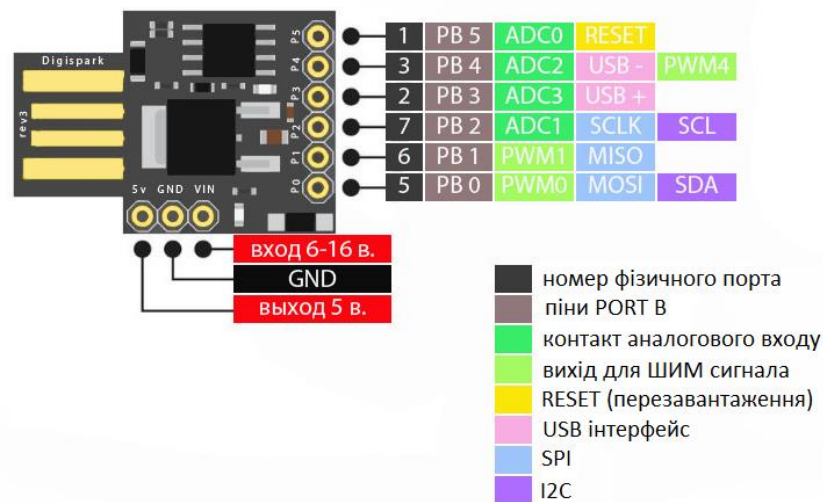 Digispark
rev3
P5
P4
P3
P2
P1
P0
5v GND VIN
1 PB 5 ADC0 RESET
3 PB 4 ADC2 USB - PWM4
2 PB 3 ADC3 USB +
7 PB 2 ADC1 SCLK SCL
6 PB 1 PWM1 MISO
5 PB 0 PWM0 MOSI SDA
вход 6-16 в.
GND
выход 5 в.
номер фізичного порта
піни PORT B
контакт аналогового входу
вихід для ШИМ сигнала
RESET (перезавантаження)
USB інтерфейс
SPI
I2C